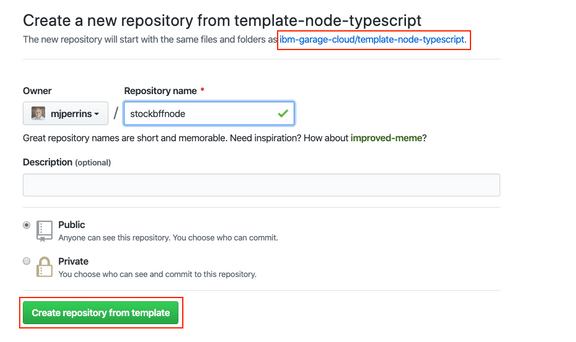 Create a new repository from template-node-typescript
The new repository will start with the same files and folders as ibm-garage-cloud/template-node-typescript.
Owner
Repository name *
mjperrins
/
stockbffnode
Great repository names are short and memorable. Need inspiration? How about improved-meme?
Description (optional)
Public
Anyone can see this repository. You choose who can commit.
Private
You choose who can see and commit to this repository.
Create repository from template